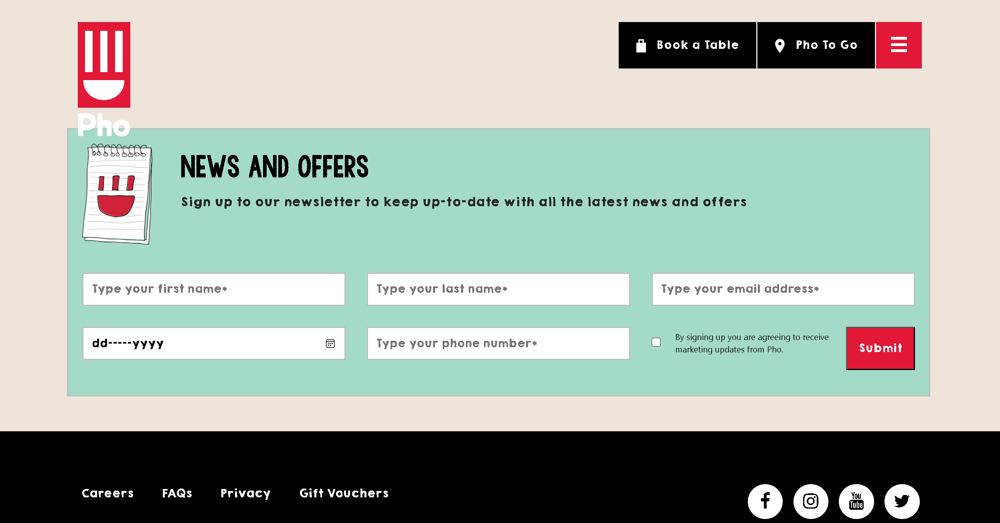 Book a Table
Pho To Go
Pho
NEWS AND OFFERS
Sign up to our newsletter to keep up-to-date with all the latest news and offers
Type your first name*
Type your last name*
Type your email address*
dd-----yyyy
Type your phone number*
By signing up you are agreeing to receive
marketing updates from Pho.
Submit
Careers
FAQs
Privacy
Gift Vouchers
You
Tube